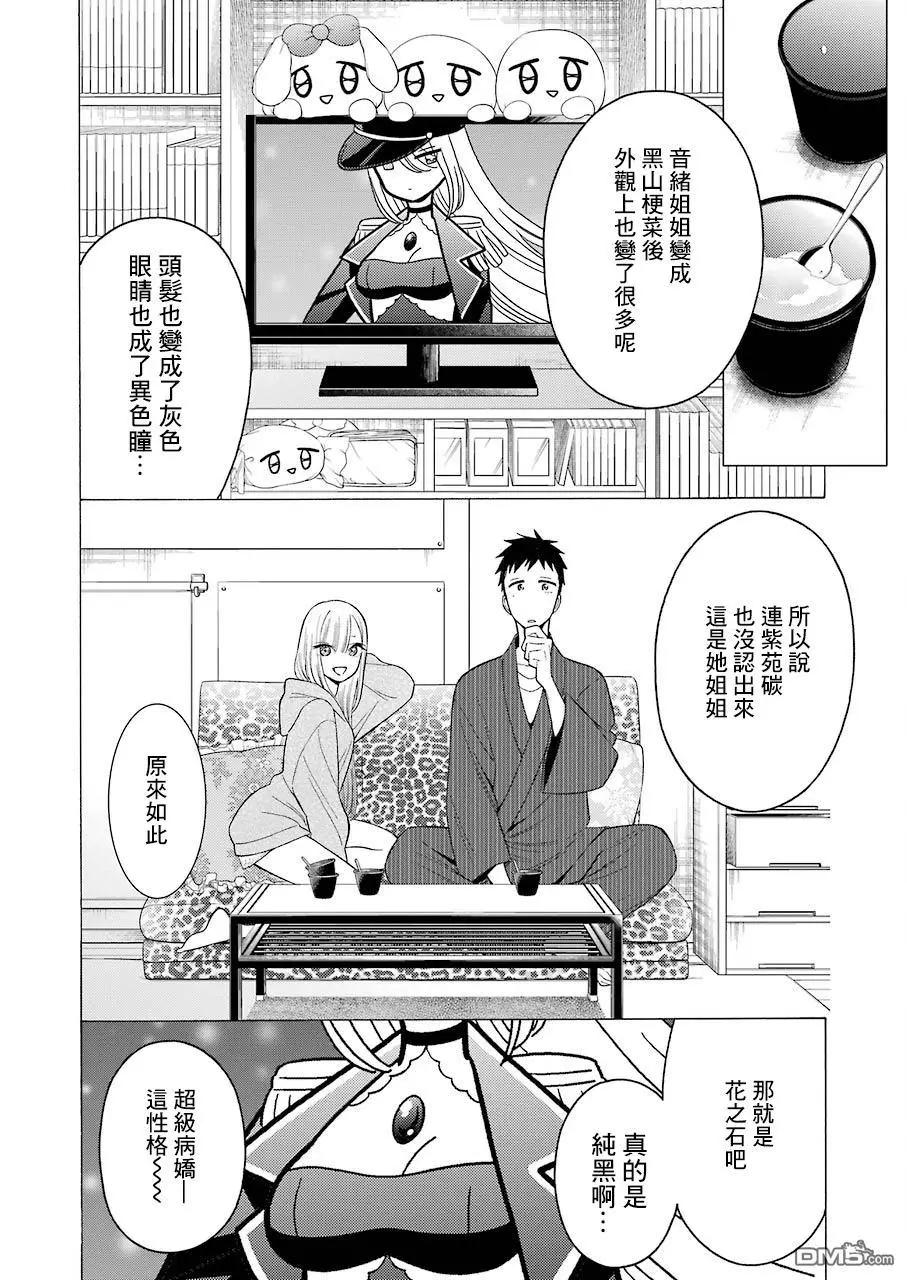 音緒姐姐變成
黑山梗菜後
外觀上也變了很多呢
頭髮也變成了灰色
眼睛也成了異色瞳…
所以說
連紫苑碳
也沒認出來
這是她姐姐
原來如此
那就是
花之石吧
真的是
純黑啊…
超級病嬌—
這性格～～
DM5.com